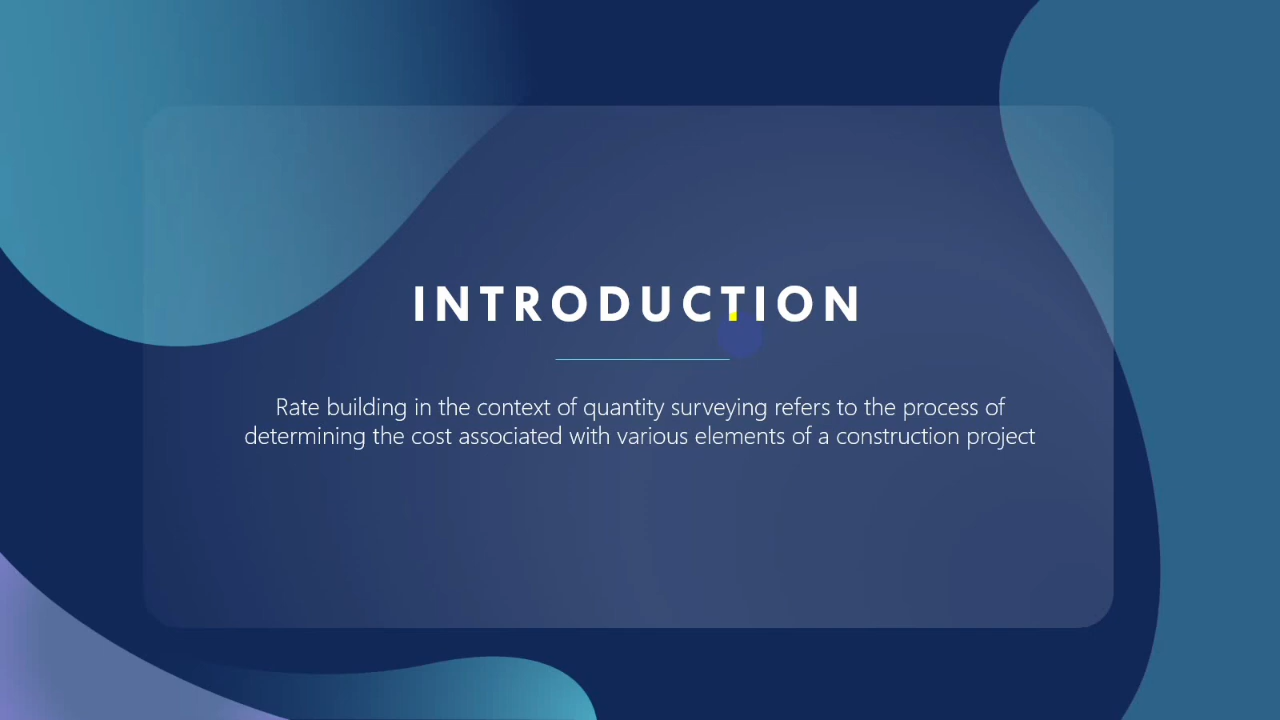 INTRODUCTION
Rate building in the context of quantity surveying refers to the process of
determining the cost associated with various elements of a construction project